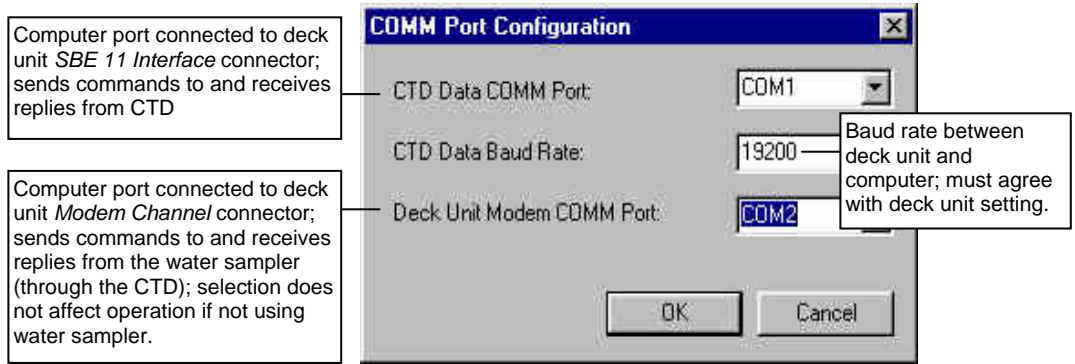 Computer port connected to deck
unit SBE 11 Interface connector;
sends commands to and receives
replies from CTD
COMM Port Configuration
CTD Data COMM Port:
COM1
CTD Data Baud Rate:
19200
Baud rate between
deck unit and
computer; must agree
with deck unit setting.
Computer port connected to deck
unit Modem Channel connector;
sends commands to and receives
replies from the water sampler
(through the CTD); selection does
not affect operation if not using
water sampler.
Deck Unit Modem COMM Port:
COM2
OK
Cancel